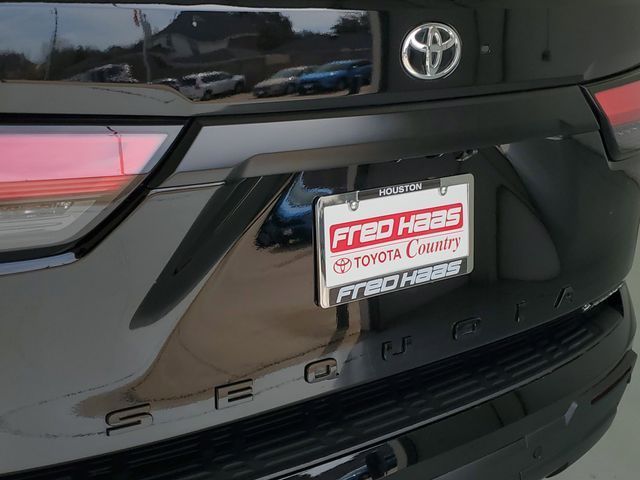 HOUSTON
FRED HAAS
TOYOTA Country
FRED HAAS
SEQUOIA